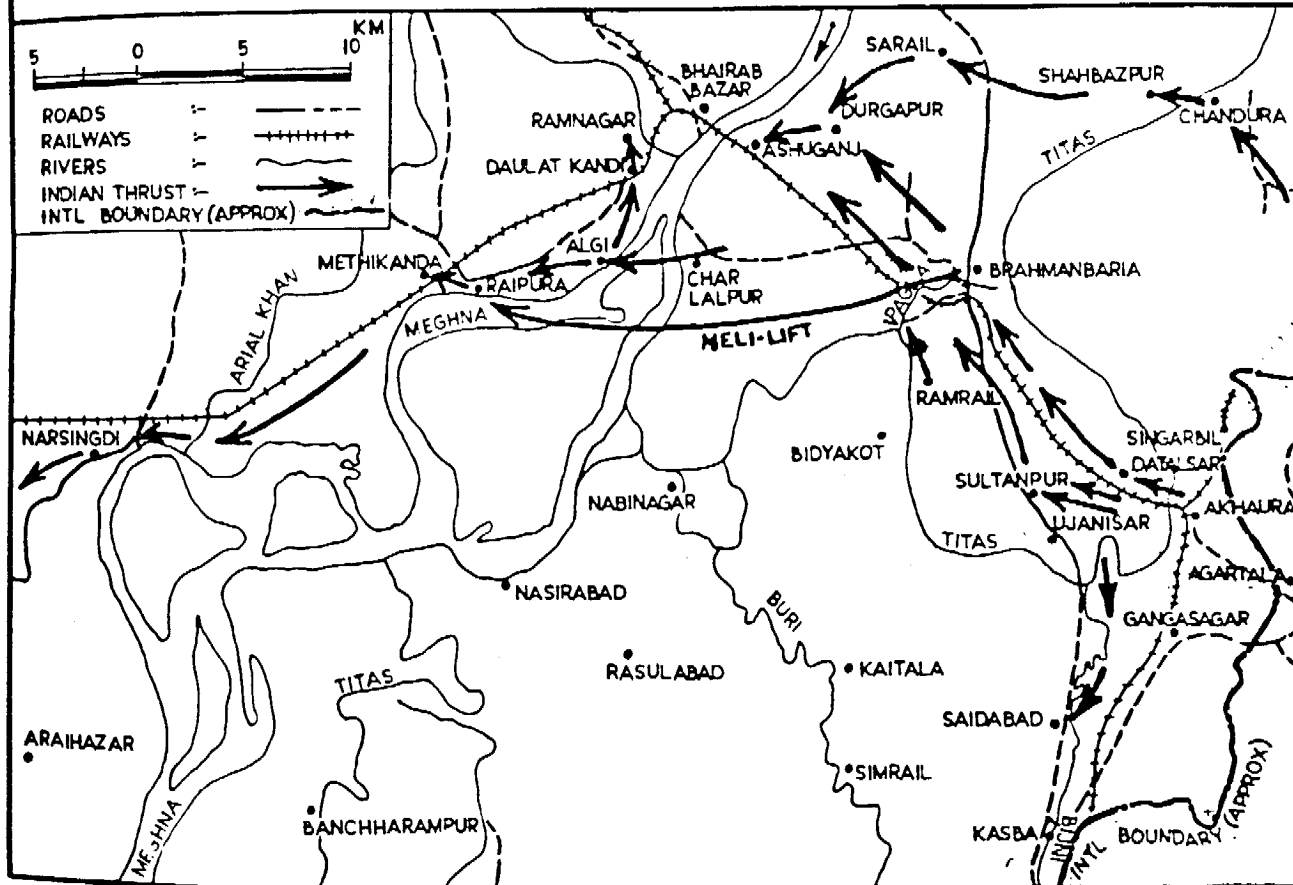 KM
5 0 5 10
ROADS :-
RAILWAYS :-
RIVERS
INDIAN THRUST :-
INTL BOUNDARY (APPROX)
SARAIL
BHAIRAB
BAZAR
SHAHBAZPUR
CHANDURA
RAMNAGAR
DURGAPUR
ASHUGANJ
TITAS
DAULAT KANDI
ALGI
METHIKANDA
RAIPURA
CHAR
LALPUR
BRAHMANBARIA
ARIAL KHAN
MEGHNA
MELI-LIFT
RAMRAIL
NARSINGDI
BIDYAKOT
SINGARBIL
DATALSAR
SULTANPUR
NABINAGAR
AKHAURA
UJANISAR
TITAS
AGARTALA
NASIRABAD
BURI
GANGASAGAR
RASULABAD
KAITALA
TITAS
SAIDABAD
ARAIHAZAR
SIMRAIL
BANCHHARAMPUR
MEGHNA
KASBA
BIJNI
INTL BOUNDARY (APPROX)